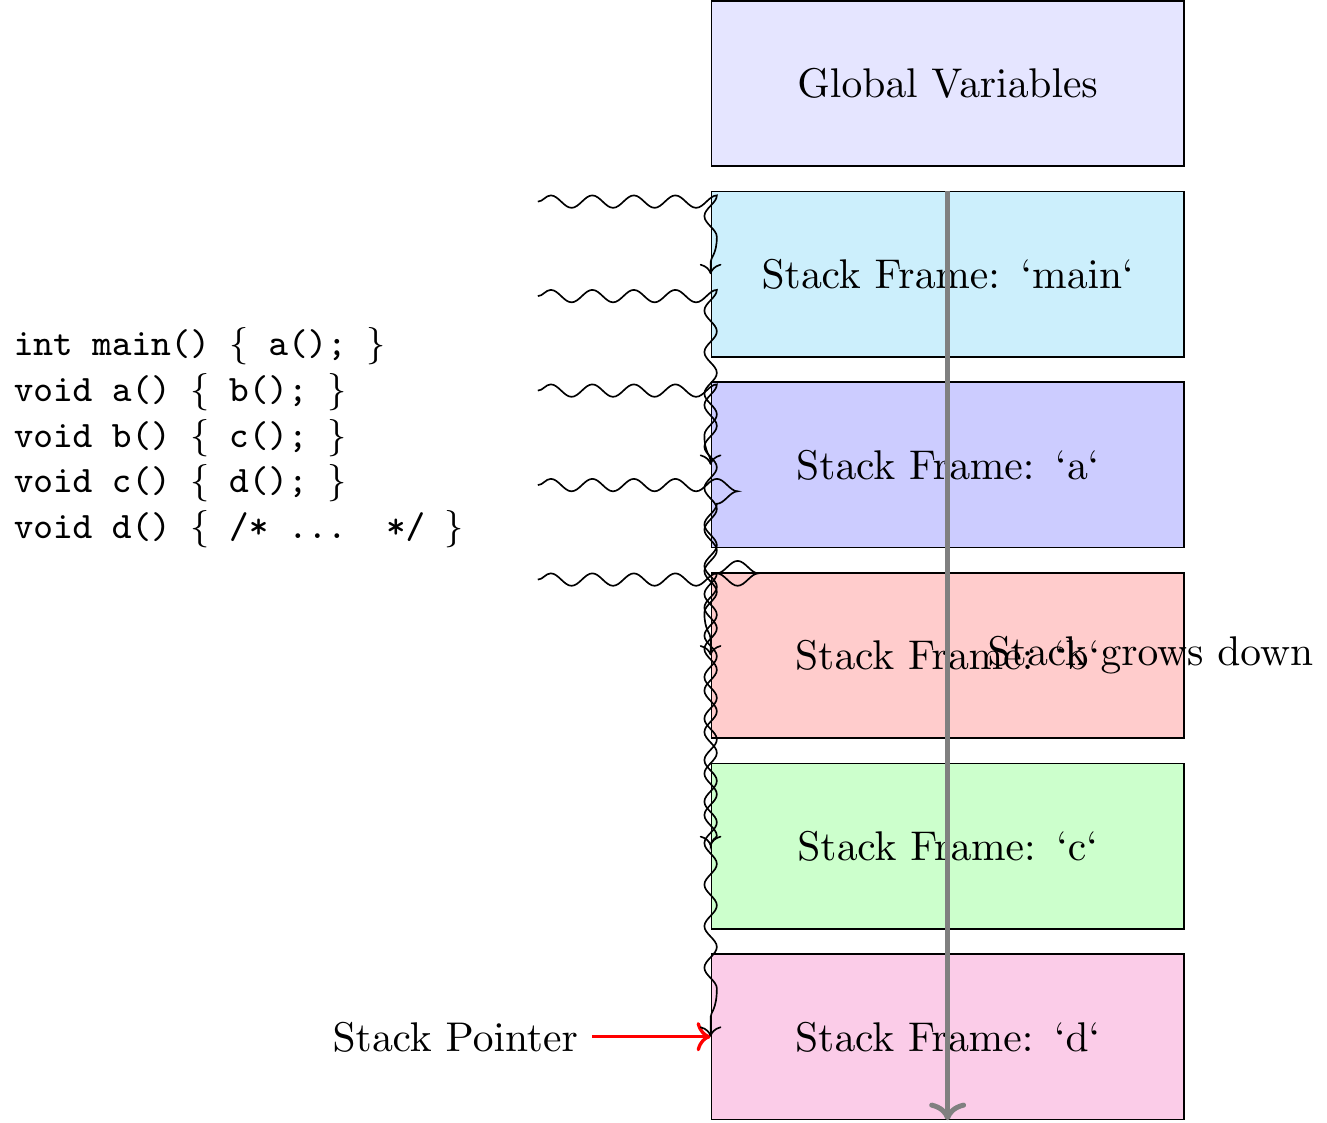 Global Variables
Stack Frame: ‘main‘
int main() { a(); }
void a() { b(); }
void b() { c(); }
void c() { d(); }
void d() { /* ... */ }
Stack Frame: ‘a‘
Stack Frame: ‘b‘
Stack grows down
Stack Frame: ‘c‘
Stack Pointer
Stack Frame: ‘d‘